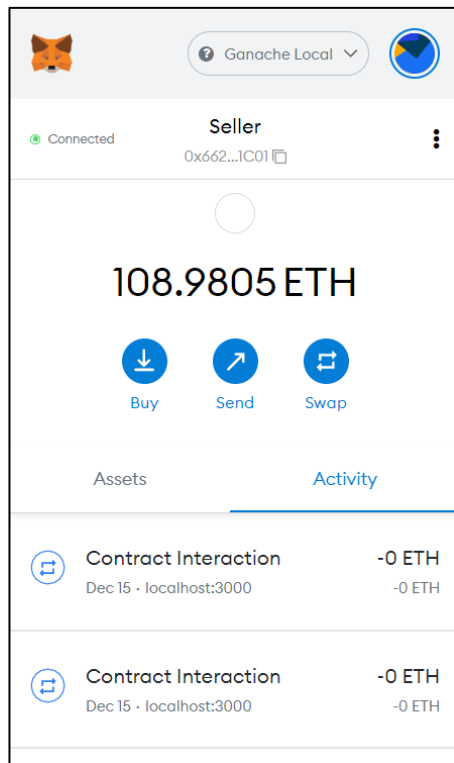 Ganache Local
Connected
Seller
0x662...1C01
108.9805 ETH
Buy Send Swap
Assets Activity
Contract Interaction -0 ETH
Dec 15 · localhost:3000 -0 ETH
Contract Interaction -0 ETH
Dec 15 · localhost:3000 -0 ETH